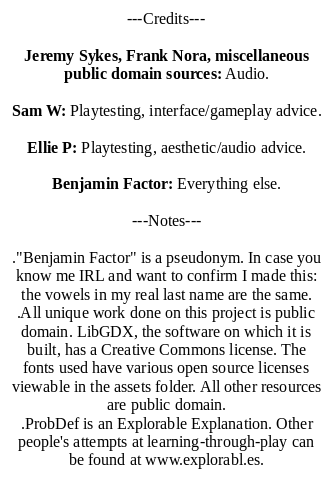 ---Credits---
Jeremy Sykes, Frank Nora, miscellaneous
public domain sources: Audio.
Sam W: Playtesting, interface/gameplay advice.
Ellie P: Playtesting, aesthetic/audio advice.
Benjamin Factor: Everything else.
---Notes---
."Benjamin Factor" is a pseudonym. In case you
know me IRL and want to confirm I made this:
the vowels in my real last name are the same.
.All unique work done on this project is public
domain. LibGDX, the software on which it is
built, has a Creative Commons license. The
fonts used have various open source licenses
viewable in the assets folder. All other resources
are public domain.
.ProbDef is an Explorable Explanation. Other
people's attempts at learning-through-play can
be found at www.explorabl.es.